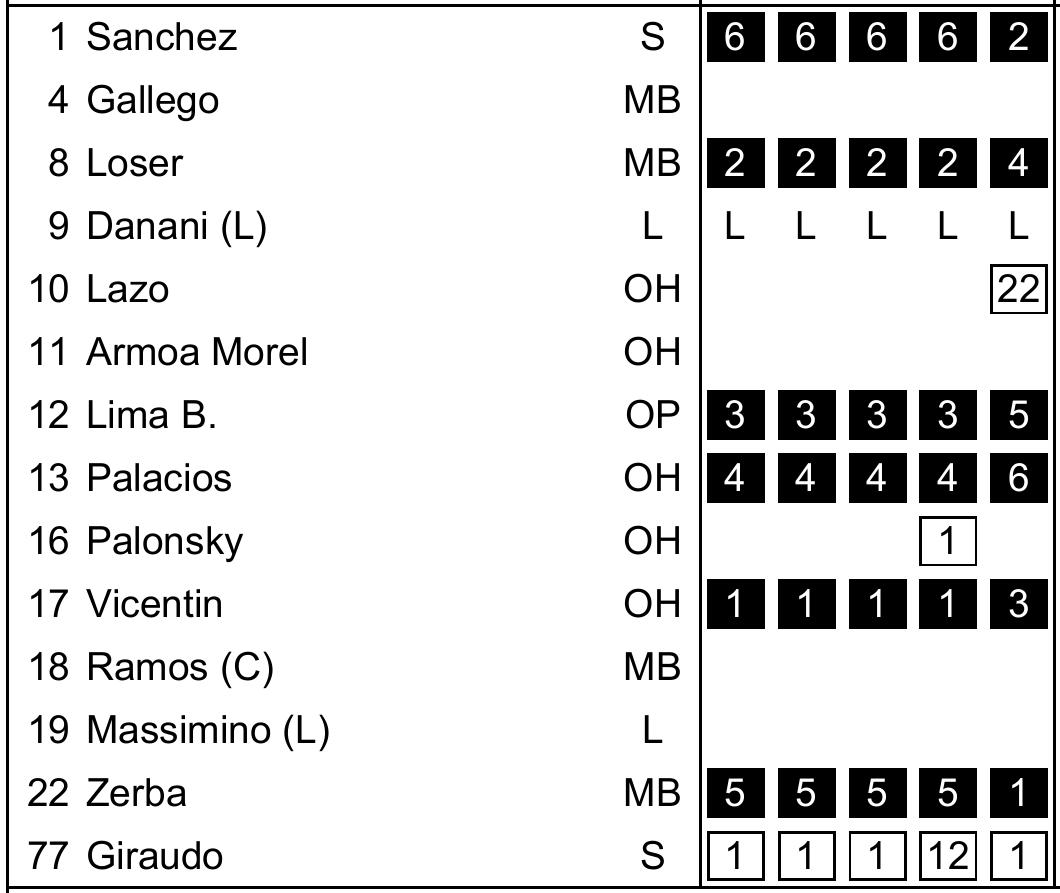 1 Sanchez S 6 6 6 6 2
4 Gallego MB
8 Loser MB 2 2 2 2 4
9 Danani (L) L L L L L L
10 Lazo OH 22
11 Armoa Morel OH
12 Lima B. OP 3 3 3 3 5
13 Palacios OH 4 4 4 4 6
16 Palonsky OH 1
17 Vicentin OH 1 1 1 1 3
18 Ramos (C) MB
19 Massimino (L) L
22 Zerba MB 5 5 5 5 1
77 Giraudo S 1 1 1 12 1